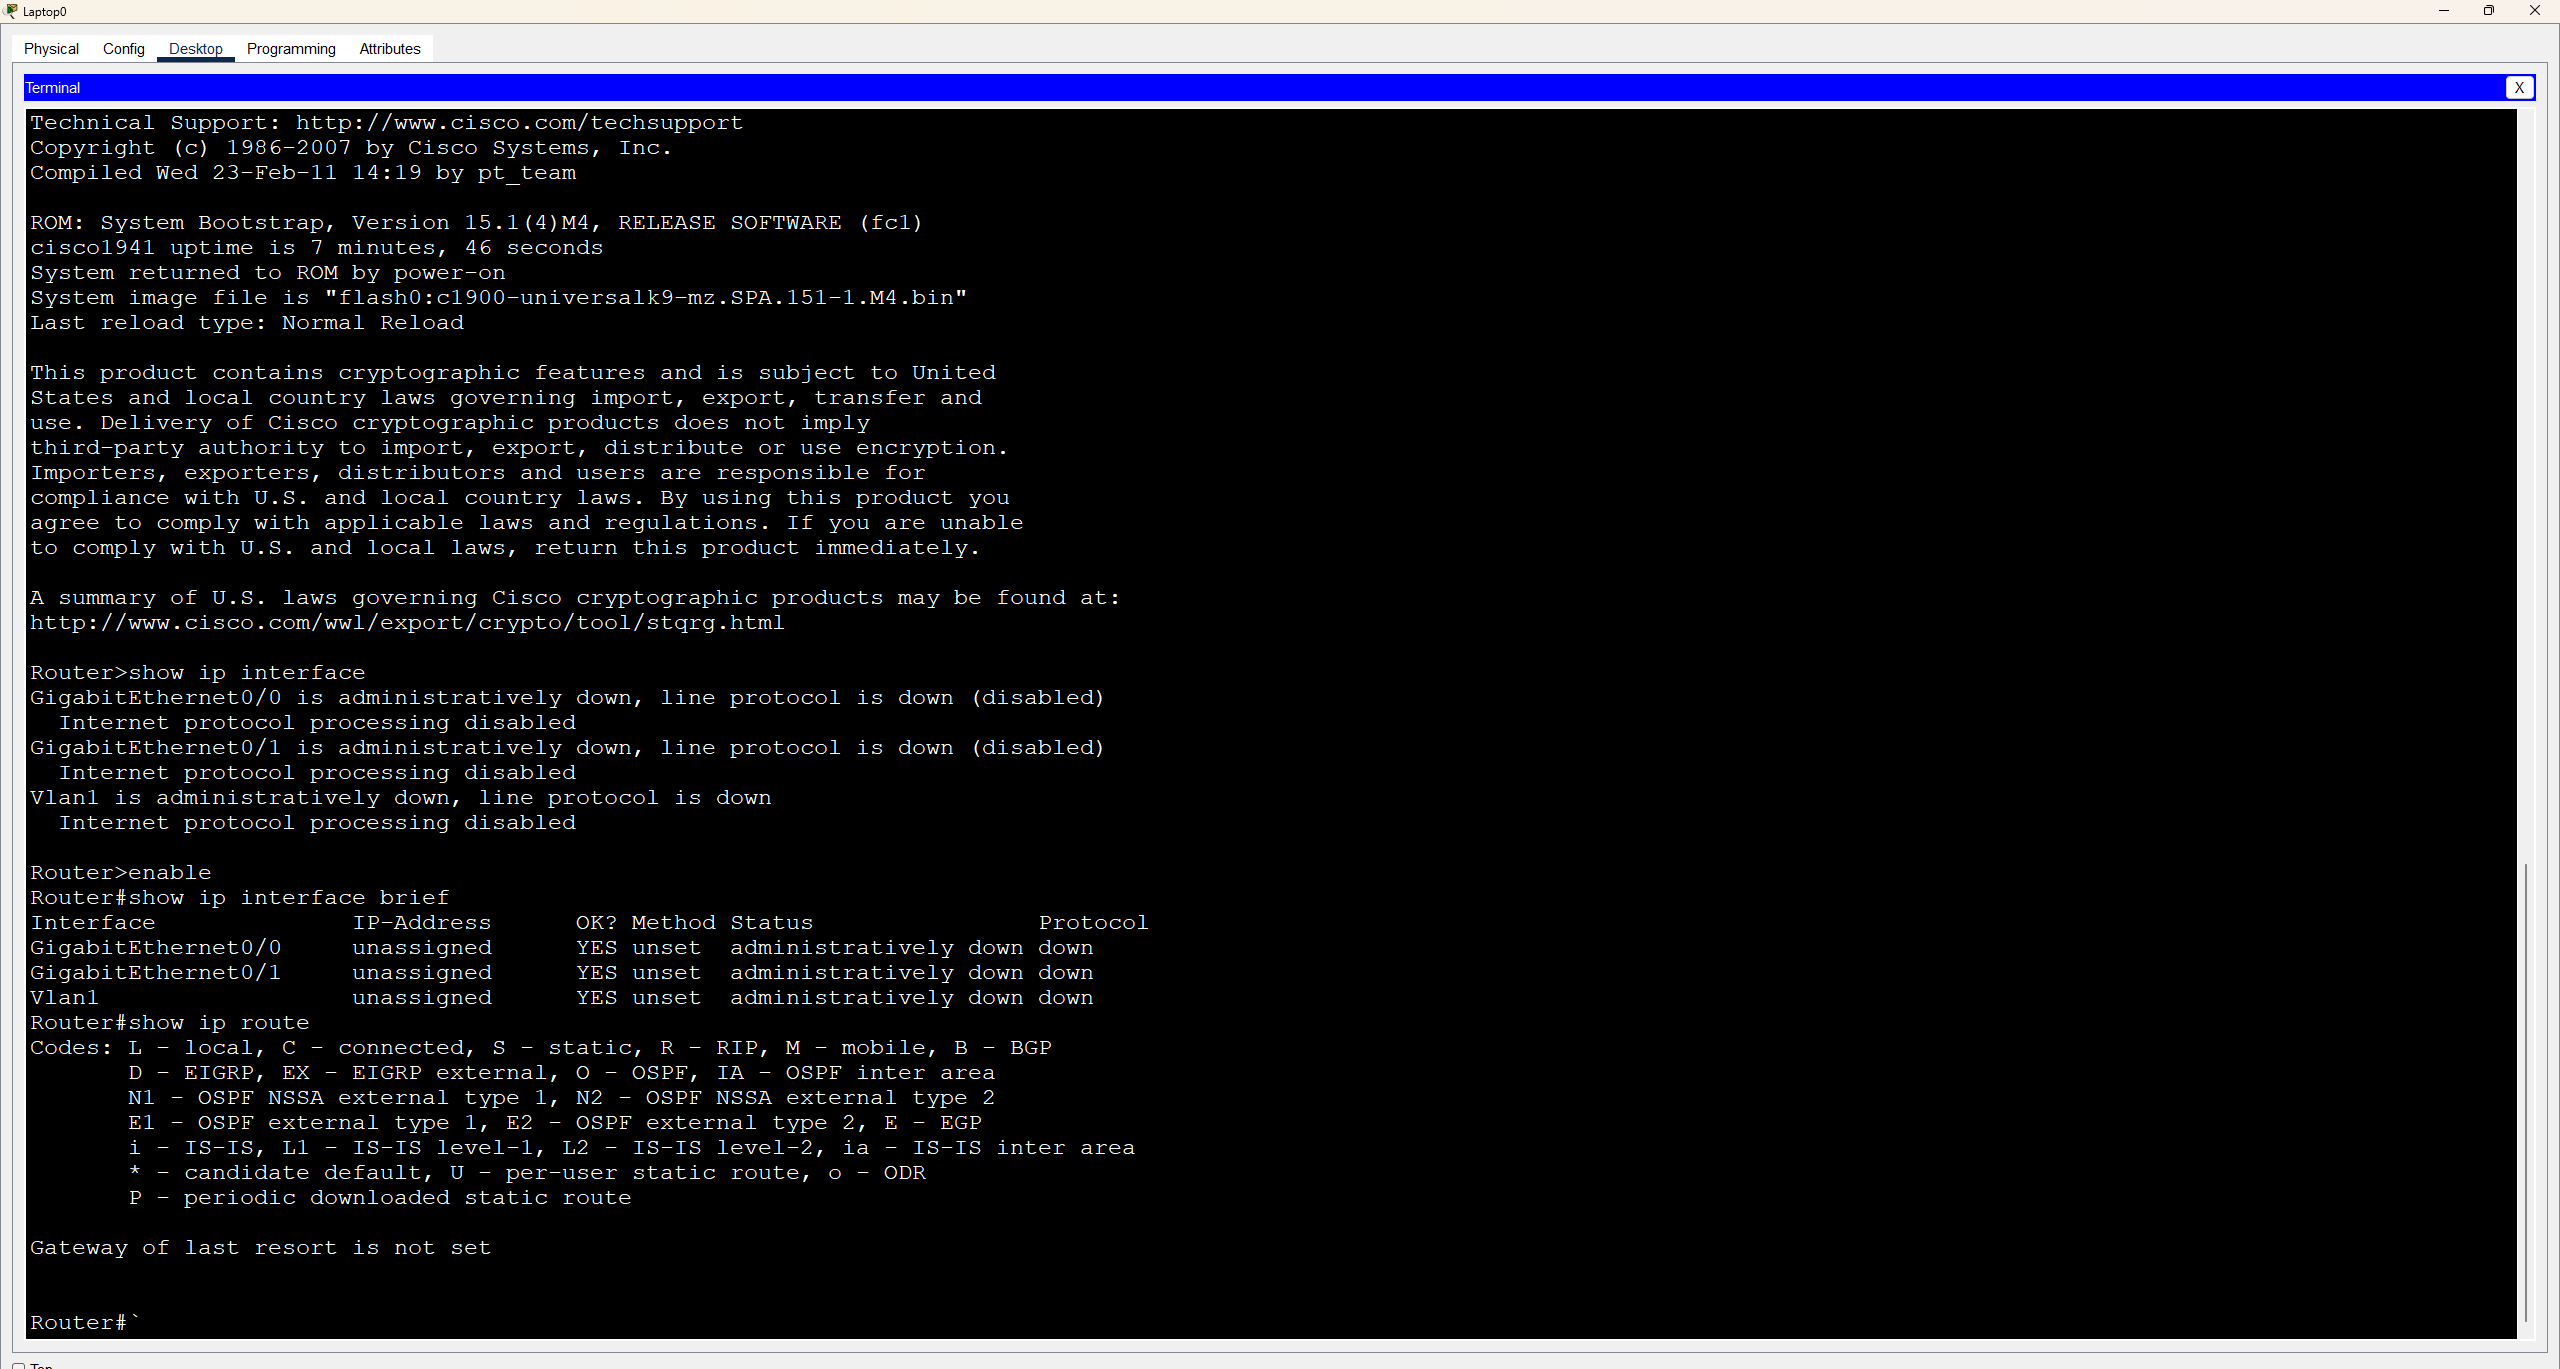 Laptop0
Physical Config Desktop Programming Attributes
Terminal X
Technical Support: http://www.cisco.com/techsupport
Copyright (c) 1986-2007 by Cisco Systems, Inc.
Compiled Wed 23-Feb-11 14:19 by pt_team
ROM: System Bootstrap, Version 15.1(4)M4, RELEASE SOFTWARE (fc1)
cisco1941 uptime is 7 minutes, 46 seconds
System returned to ROM by power-on
System image file is "flash0:c1900-universalk9-mz.SPA.151-1.M4.bin"
Last reload type: Normal Reload
This product contains cryptographic features and is subject to United
States and local country laws governing import, export, transfer and
use. Delivery of Cisco cryptographic products does not imply
third-party authority to import, export, distribute or use encryption.
Importers, exporters, distributors and users are responsible for
compliance with U.S. and local country laws. By using this product you
agree to comply with applicable laws and regulations. If you are unable
to comply with U.S. and local laws, return this product immediately.
A summary of U.S. laws governing Cisco cryptographic products may be found at:
http://www.cisco.com/wwl/export/crypto/tool/stqrg.html
Router>show ip interface
GigabitEthernet0/0 is administratively down, line protocol is down (disabled)
Internet protocol processing disabled
GigabitEthernet0/1 is administratively down, line protocol is down (disabled)
Internet protocol processing disabled
Vlan1 is administratively down, line protocol is down
Internet protocol processing disabled
Router>enable
Router#show ip interface brief
Interface IP-Address OK? Method Status Protocol
GigabitEthernet0/0 unassigned YES unset administratively down down
GigabitEthernet0/1 unassigned YES unset administratively down down
Vlan1 unassigned YES unset administratively down down
Router#show ip route
Codes: L - local, C - connected, S - static, R - RIP, M - mobile, B - BGP
D - EIGRP, EX - EIGRP external, O - OSPF, IA - OSPF inter area
N1 - OSPF NSSA external type 1, N2 - OSPF NSSA external type 2
E1 - OSPF external type 1, E2 - OSPF external type 2, E - EGP
i - IS-IS, L1 - IS-IS level-1, L2 - IS-IS level-2, ia - IS-IS inter area
* - candidate default, U - per-user static route, o - ODR
P - periodic downloaded static route
Gateway of last resort is not set
Router#`